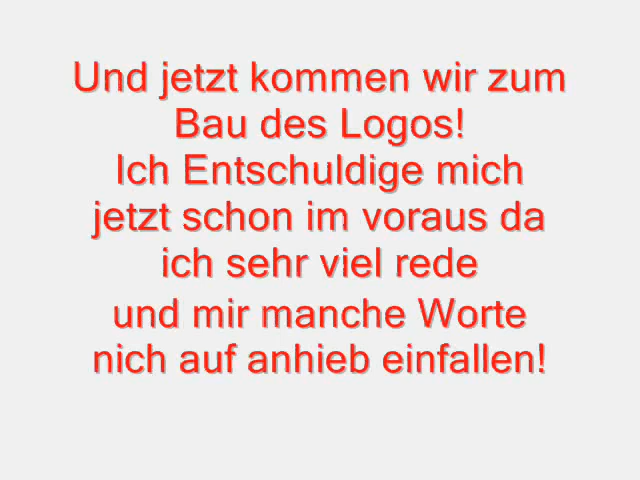 Und jetzt kommen wir zum
Bau des Logos!
Ich Entschuldige mich
jetzt schon im voraus da
ich sehr viel rede
und mir manche Worte
nich auf anhieb einfallen!